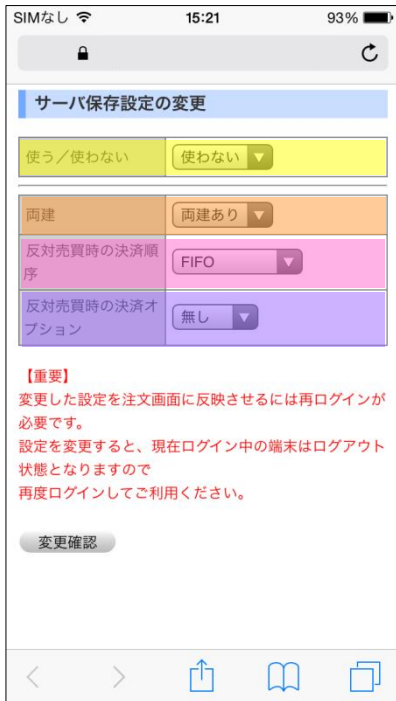 SIMなし 15:21 93%
サーバ保存設定の変更
使う／使わない 使わない
両建 両建あり
反対売買時の決済順
序
FIFO
反対売買時の決済オ
プション
無し
【重要】
変更した設定を注文画面に反映させるには再ログインが
必要です。
設定を変更すると、現在ログイン中の端末はログアウト
状態となりますので
再度ログインしてご利用ください。
変更確認